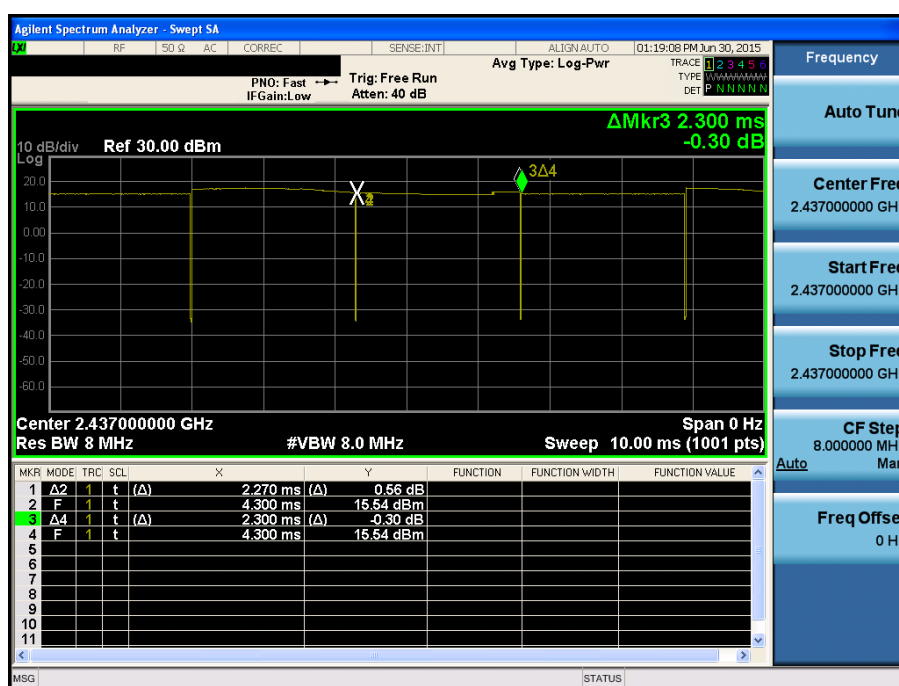 Agilent Spectrum Analyzer - Swept SA
LXI RF 50 Ω AC CORREC SENSE:INT ALIGN AUTO 01:19:08 PM Jun 30, 2015
Avg Type: Log-Pwr
TRACE 1 2 3 4 5 6
TYPE
DET P N N N N N
PNO: Fast
IFGain:Low
Trig: Free Run
Atten: 40 dB
ΔMkr3 2.300 ms
-0.30 dB
10 dB/div Ref 30.00 dBm
Log
20.0
10.0
0.00
-10.0
-20.0
-30.0
-40.0
-50.0
-60.0
3Δ4
Center 2.437000000 GHz Span 0 Hz
Res BW 8 MHz #VBW 8.0 MHz Sweep 10.00 ms (1001 pts)
MKR MODE TRC SCL X Y FUNCTION FUNCTION WIDTH FUNCTION VALUE
1 Δ2 1 t (Δ) 2.270 ms (Δ) 0.56 dB
2 F 1 t 4.300 ms 15.54 dBm
3 Δ4 1 t (Δ) 2.300 ms (Δ) -0.30 dB
4 F 1 t 4.300 ms 15.54 dBm
5
6
7
8
9
10
11
MSG STATUS
Frequency
Auto Tun
Center Fre
2.437000000 GH
Start Fre
2.437000000 GH
Stop Fre
2.437000000 GH
CF Step
8.000000 MH
Auto Ma
Freq Offse
0 H